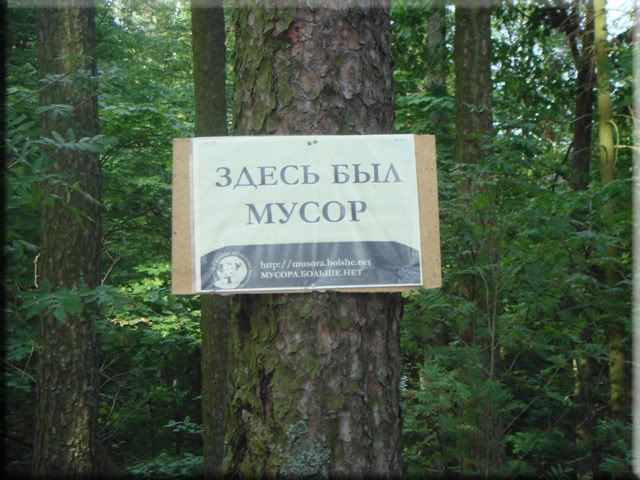 ЗДЕСЬ БЫЛ
МУСОР
http://musora.bolshe.net
МУСОРА.БОЛЬШЕ.НЕТ